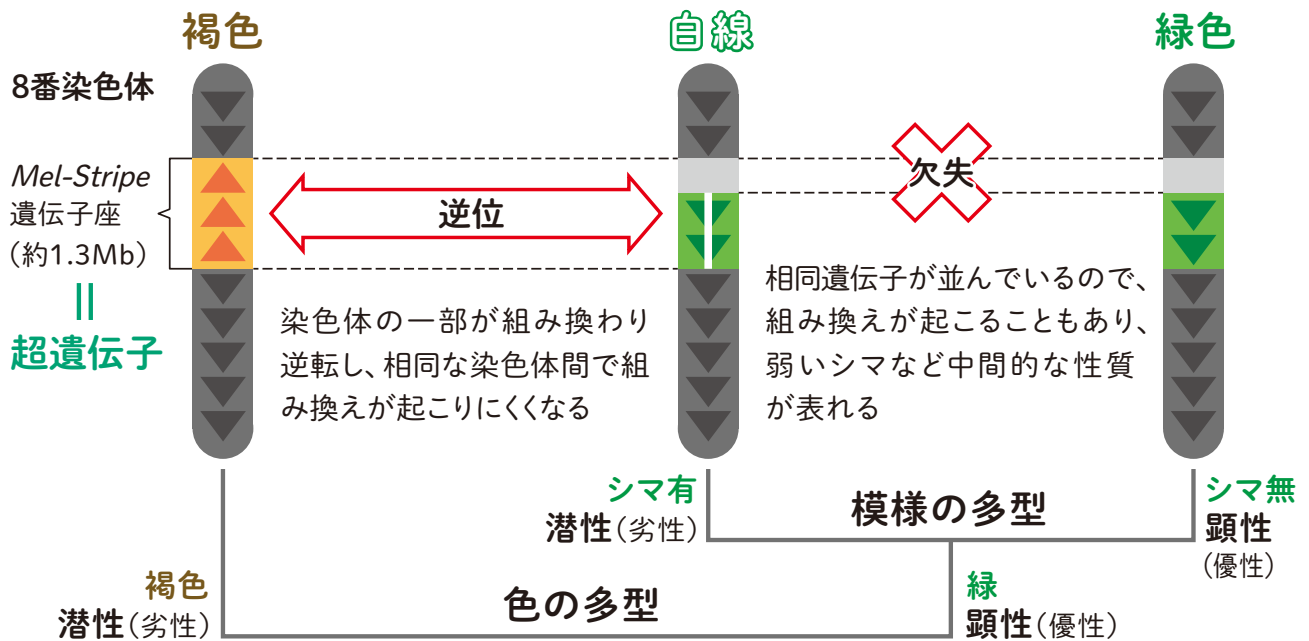 褐色
白線
緑色
8番染色体
Mel-Stripe
遺伝子座
(約1.3Mb)
=
超遺伝子
逆位
欠失
染色体の一部が組み換わり
逆転し、相同な染色体間で組
み換えが起こりにくくなる
相同遺伝子が並んでいるので、
組み換えが起こることもあり、
弱いシマなど中間的な性質
が表れる
シマ有
潜性(劣性)
模様の多型
シマ無
顕性
(優性)
褐色
潜性(劣性)
色の多型
緑
顕性(優性)